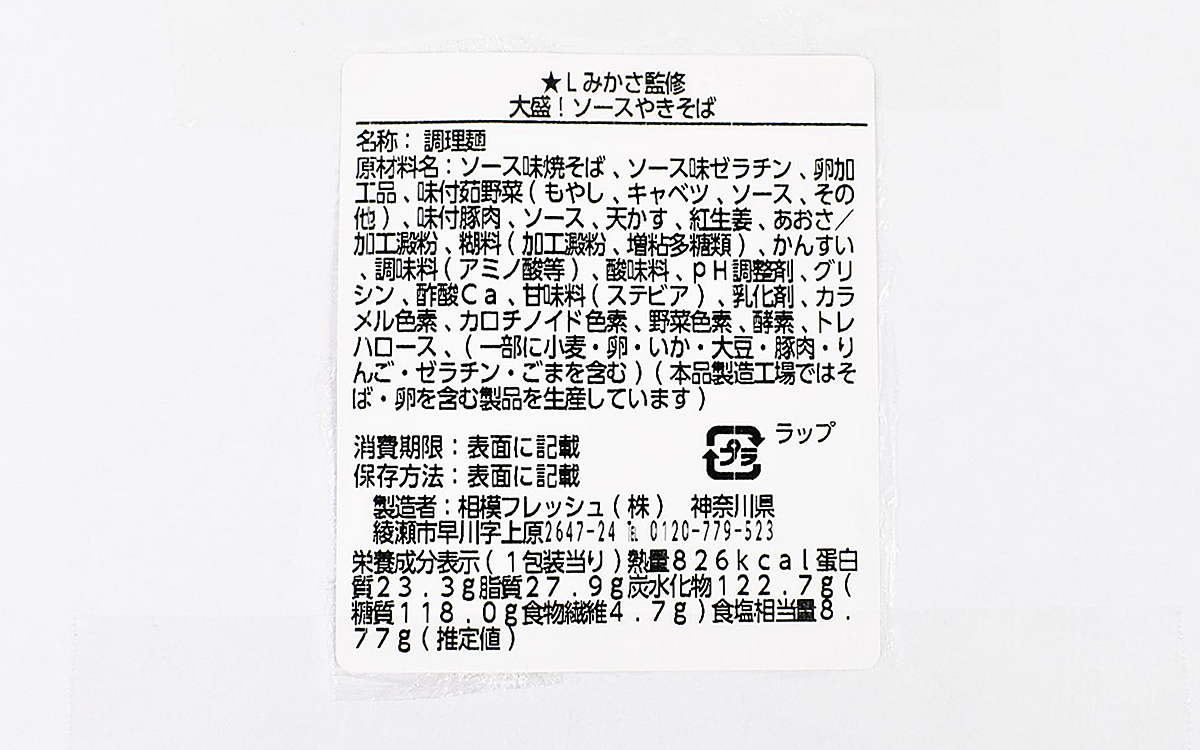 ★Lみかさ監修
大盛!ソースやきそば
名称:調理麺
原材料名:ソース味焼そば、ソース味ゼラチン、卵加
工品、味付茹野菜(もやし、キャベツ、ソース、その
他)、味付豚肉、ソース、天かす、紅生姜、あおさ/
加工澱粉、糊料(加工澱粉、増粘多糖類)、かんすい
、調味料(アミノ酸等)、酸味料、pH調整剤、グリ
シン、酢酸Ca、甘味料(ステビア)、乳化剤、カラ
メル色素、カロチノイド色素、野菜色素、酵素、トレ
ハロース、(一部に小麦・卵・いか・大豆・豚肉・り
んご・ゼラチン・ごまを含む)(本品製造工場ではそ
ば・卵を含む製品を生産しています)
プラ ラップ
消費期限:表面に記載
保存方法:表面に記載
製造者:相模フレッシュ(株) 神奈川県
綾瀬市早川字上原2647-24 ℡ 0120-779-523
栄養成分表示(1包装当り)熱量826kcal蛋白
質23.3g脂質27.9g炭水化物122.7g(
糖質118.0g食物繊維4.7g)食塩相当量8.
77g(推定値)